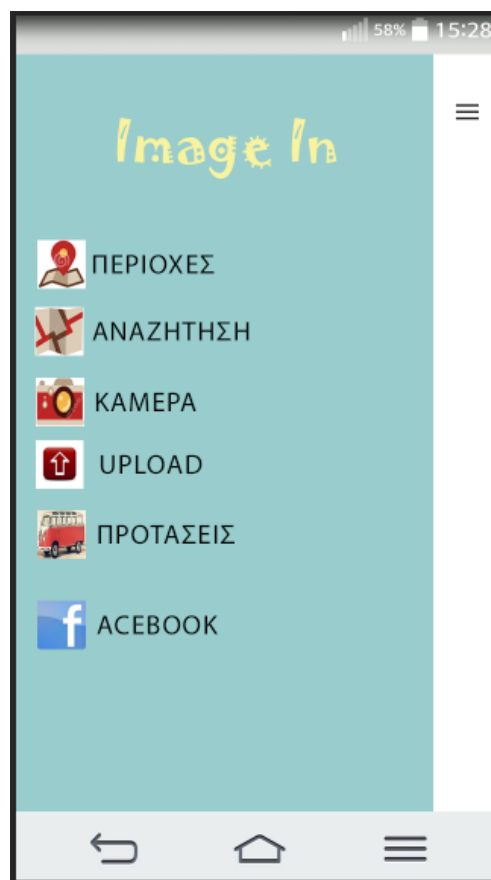 58% 15:28
Image In
ΠΕΡΙΟΧΕΣ
ΑΝΑΖΗΤΗΣΗ
ΚΑΜΕΡΑ
UPLOAD
ΠΡΟΤΑΣΕΙΣ
f ACEBOOK